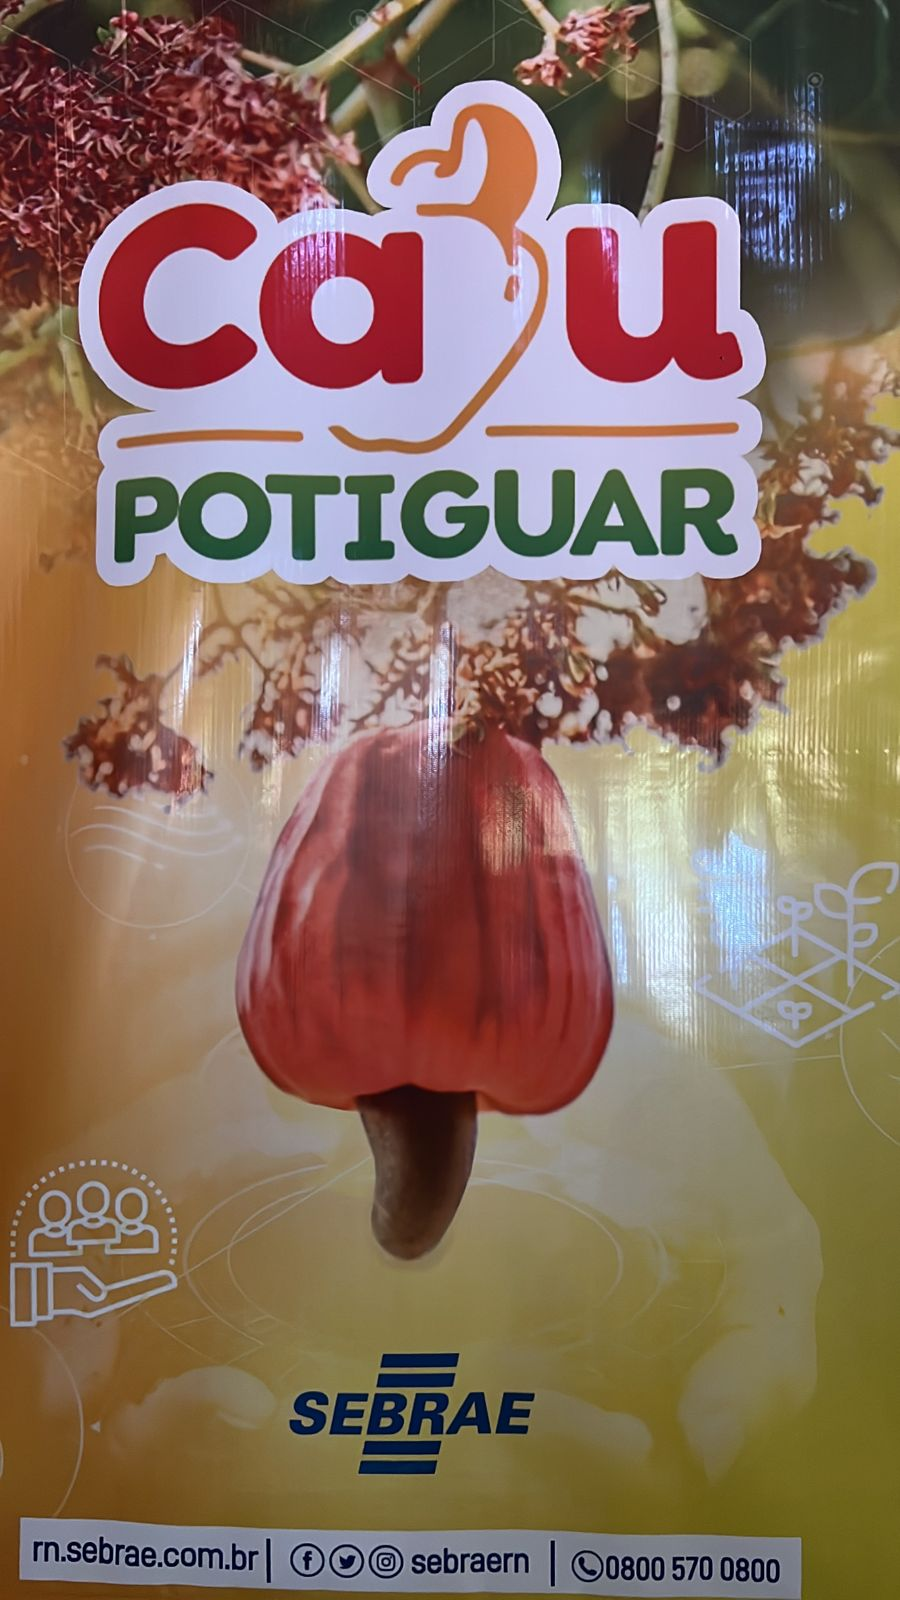 Caju
POTIGUAR
SEBRAE
rn.sebrae.com.br | sebraern | 0800 570 0800